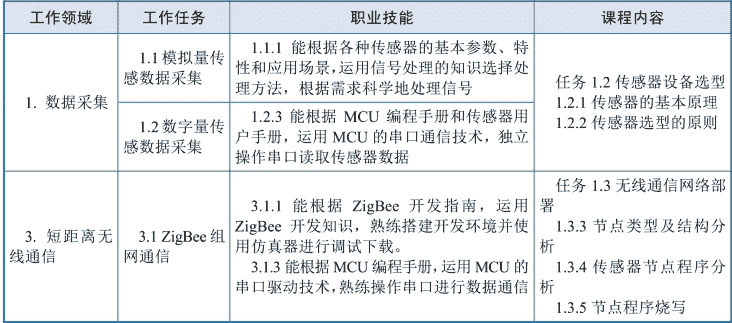 工作领域
工作任务
职业技能
课程内容
1. 数据采集
1.1 模拟量传
感数据采集
1.1.1 能根据各种传感器的基本参数、特
性和应用场景，运用信号处理的知识选择处
理方法，根据需求科学地处理信号
任务 1.2 传感器设备选型
1.2.1 传感器的基本原理
1.2.2 传感器选型的原则
1.2 数字量传
感数据采集
1.2.3 能根据 MCU 编程手册和传感器用
户手册，运用 MCU 的串口通信技术，独立
操作串口读取传感器数据
3. 短距离无
线通信
3.1 ZigBee 组
网通信
3.1.1 能根据 ZigBee 开发指南，运用
ZigBee 开发知识，熟练搭建开发环境并使
用仿真器进行调试下载。
3.1.3 能根据 MCU 编程手册，运用 MCU 的
串口驱动技术，熟练操作串口进行数据通信
任务 1.3 无线通信网络部
署
1.3.3 节点类型及结构分
析
1.3.4 传感器节点程序分
析
1.3.5 节点程序烧写